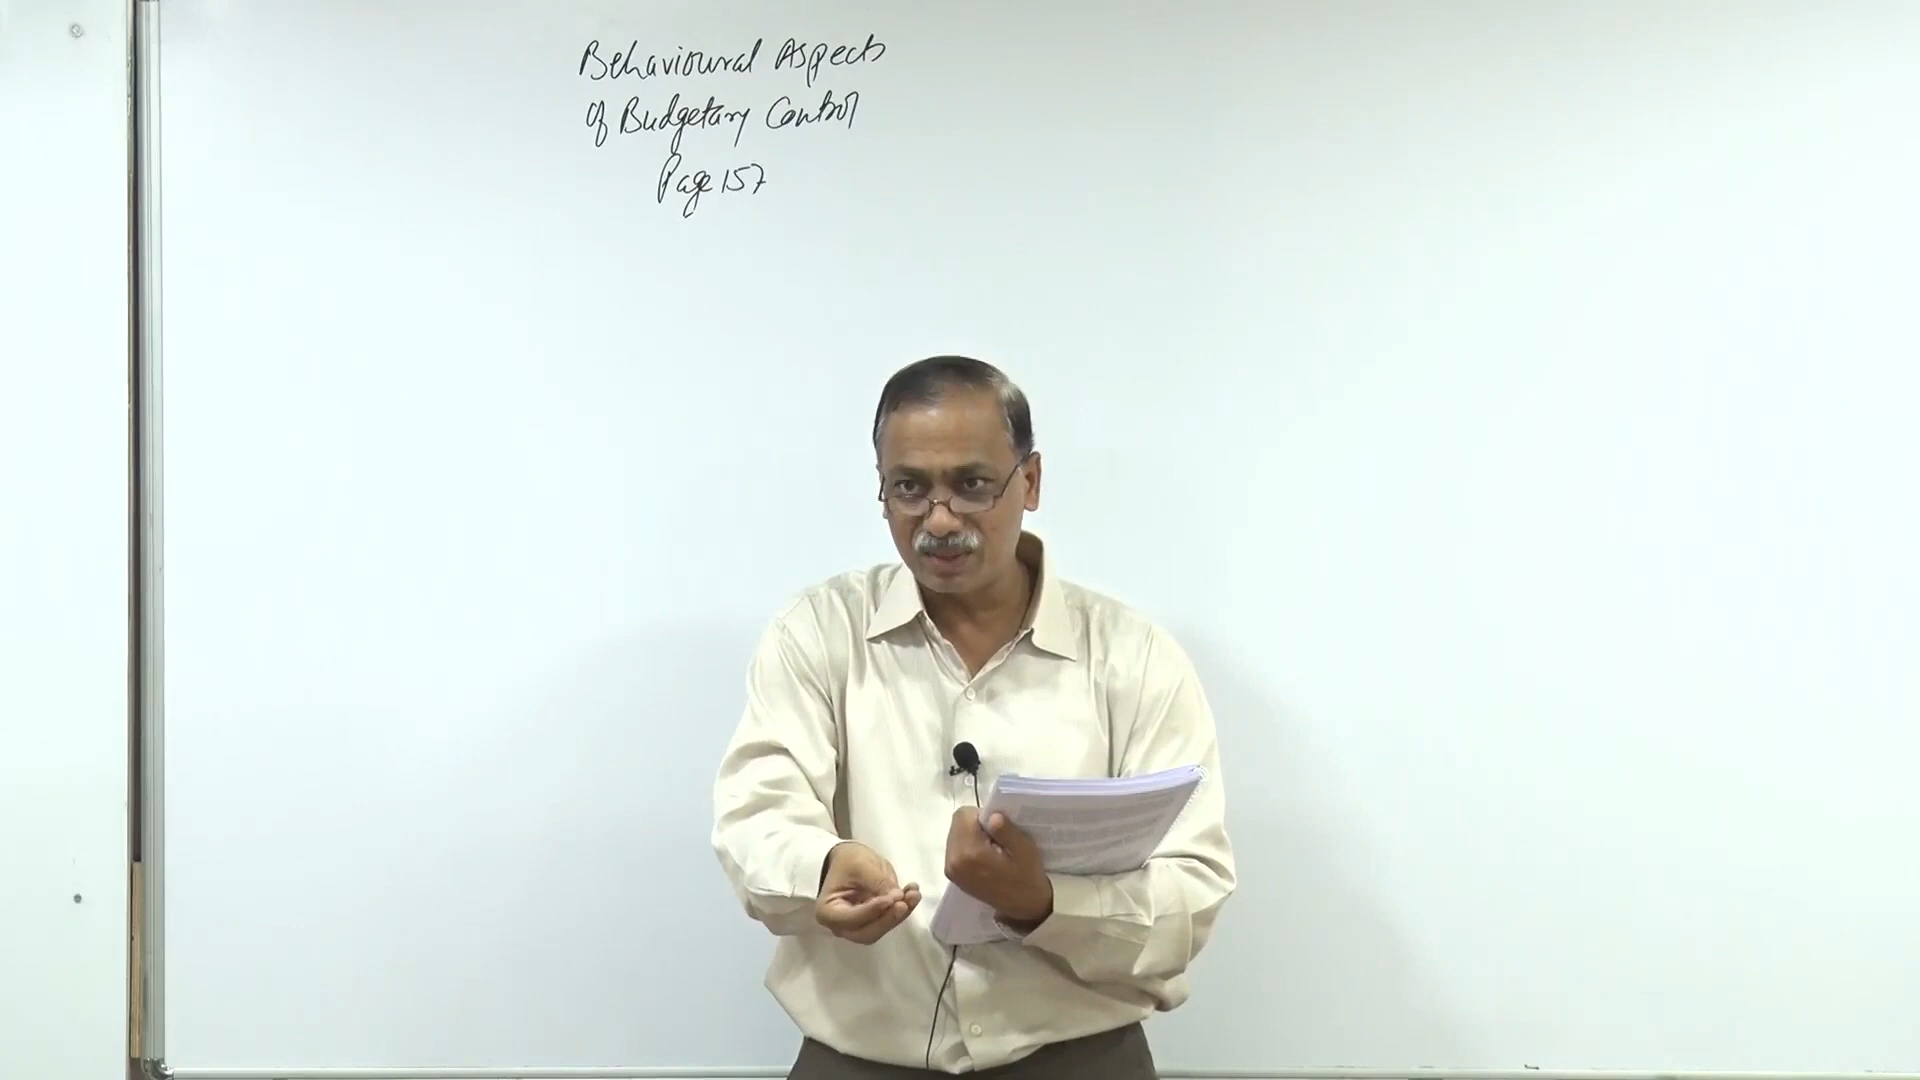 Behavioural Aspects
of Budgetary Control
Page 157